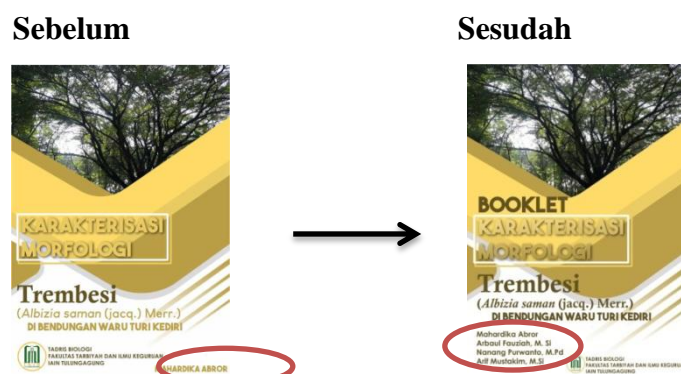 Sebelum
Sesudah
KARAKTERISASI
MORFOLOGI
Trembesi
(Albizia saman (jacq.) Merr.)
DI BENDUNGAN WARU TURI KEDIRI
TADRIS BIOLOGI
FAKULTAS TARBIYAH DAN ILMU KEGURUAN
IAIN TULUNGAGUNG
MAHARDIKA ABROR
BOOKLET
KARAKTERISASI
MORFOLOGI
Trembesi
(Albizia saman (jacq.) Merr.)
DI BENDUNGAN WARU TURI KEDIRI
Mahardika Abror
Arbaul Fauziah, M. Si
Nanang Purwanto, M.Pd
Arif Mustakim, M.Si
TADRIS BIOLOGI
FAKULTAS TARBIYAH DAN ILMU KEGURUAN
IAIN TULUNGAGUNG